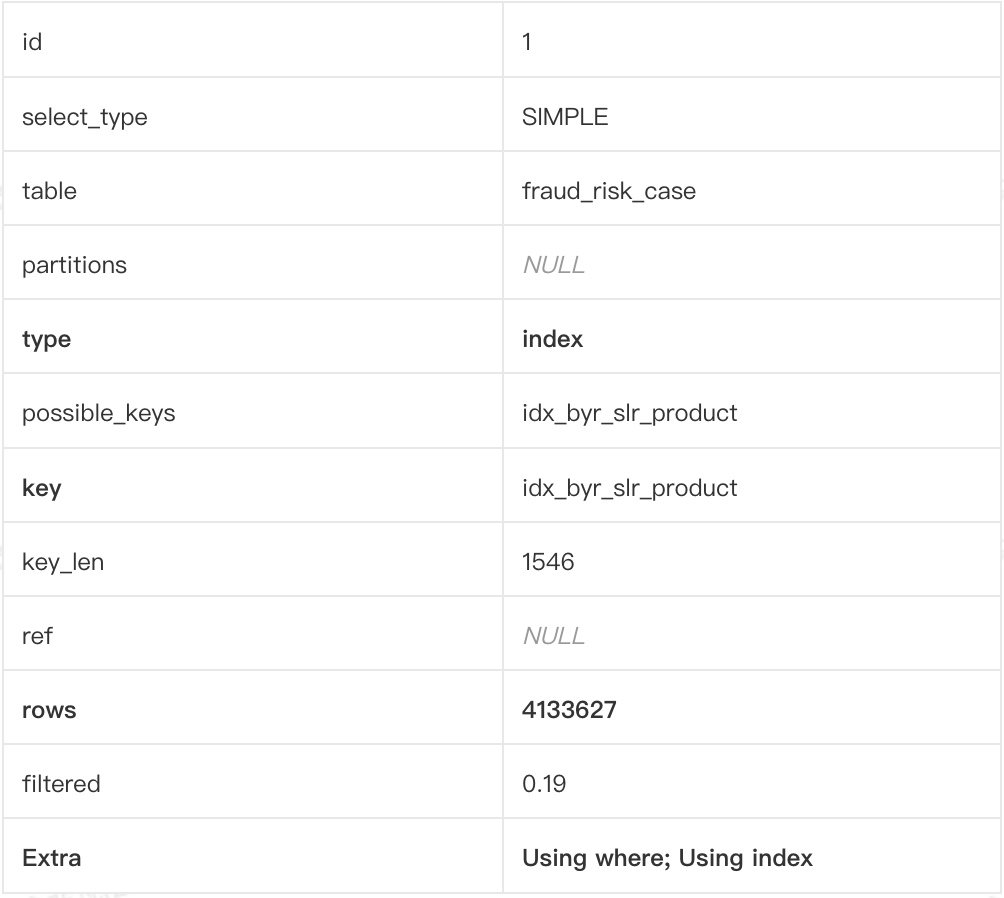 id 1
select_type SIMPLE
table fraud_risk_case
partitions NULL
type index
possible_keys idx_byr_slr_product
key idx_byr_slr_product
key_len 1546
ref NULL
rows 4133627
filtered 0.19
Extra Using where; Using index